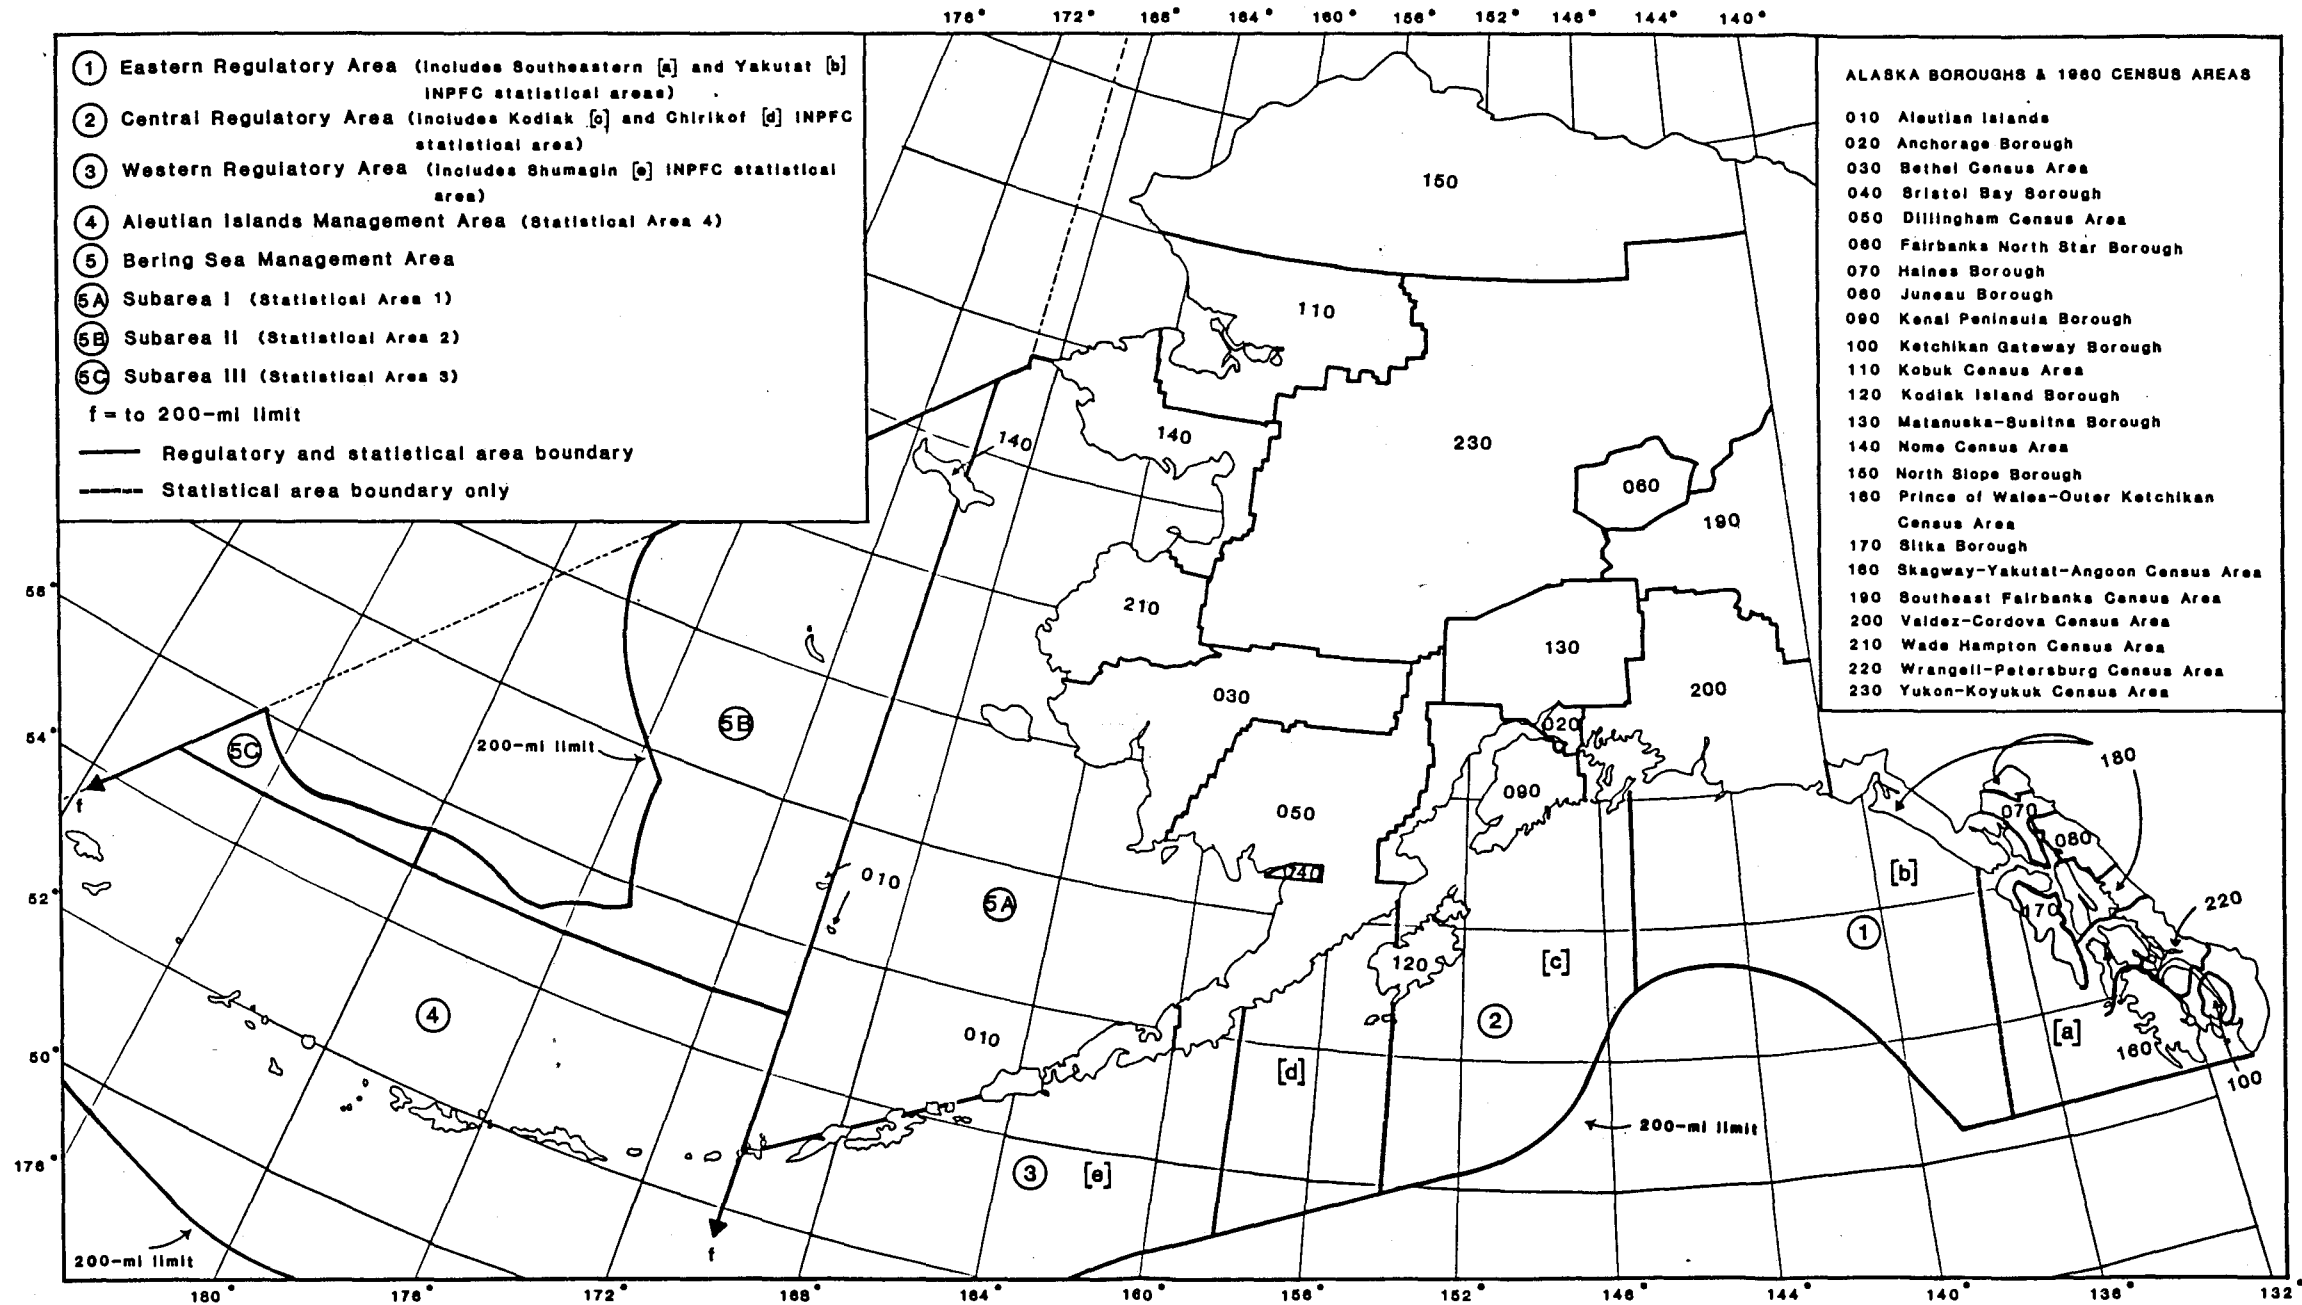 176° 172° 168° 164° 160° 156° 152° 148° 144° 140°
1 Eastern Regulatory Area (includes Southeastern [a] and Yakutat [b]
INPFC statistical areas)
2 Central Regulatory Area (includes Kodiak [c] and Chirikof [d] INPFC
statistical area)
3 Western Regulatory Area (includes Shumagin [e] INPFC statistical
area)
4 Aleutian Islands Management Area (Statistical Area 4)
5 Bering Sea Management Area
5A Subarea I (Statistical Area 1)
5B Subarea II (Statistical Area 2)
5C Subarea III (Statistical Area 3)
f = to 200-mi limit
Regulatory and statistical area boundary
Statistical area boundary only
ALASKA BOROUGHS & 1980 CENSUS AREAS
010 Aleutian Islands
020 Anchorage Borough
030 Bethel Census Area
040 Bristol Bay Borough
050 Dillingham Census Area
060 Fairbanks North Star Borough
070 Haines Borough
080 Juneau Borough
090 Kenai Peninsula Borough
100 Ketchikan Gateway Borough
110 Kobuk Census Area
120 Kodiak Island Borough
130 Matanuska-Susitna Borough
140 Nome Census Area
150 North Slope Borough
160 Prince of Wales-Outer Ketchikan
Census Area
170 Sitka Borough
180 Skagway-Yakutat-Angoon Census Area
190 Southeast Fairbanks Census Area
200 Valdez-Cordova Census Area
210 Wade Hampton Census Area
220 Wrangell-Petersburg Census Area
230 Yukon-Koyukuk Census Area
150
110
140
140
230
060
190
58°
210
130
030
200
54°
5C
200-mi limit
5B
020
180
f
090
050
070
080
52°
010
5A
040
[b]
170
220
1
120
[c]
4
2
010
[a]
160
50°
[d]
100
200-mi limit
176°
3
[e]
f
200-mi limit
180° 176° 172° 168° 164° 160° 156° 152° 148° 144° 140° 136° 132°